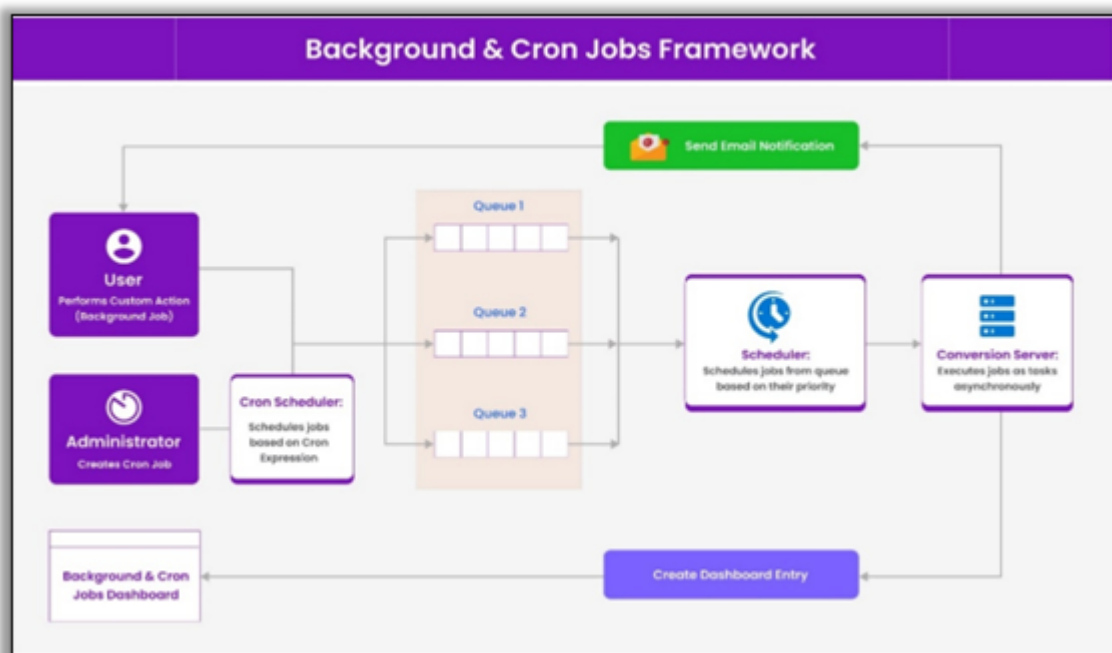 Background & Cron Jobs Framework
Send Email Notification
User
Performs Custom Action
(Background Job)
Administrator
Creates Cron Job
Cron Scheduler:
Schedules jobs
based on Cron
Expression
Queue 1
Queue 2
Queue 3
Scheduler:
Schedules jobs from queue
based on their priority
Conversion Server:
Executes jobs as tasks
asynchronously
Background & Cron
Jobs Dashboard
Create Dashboard Entry